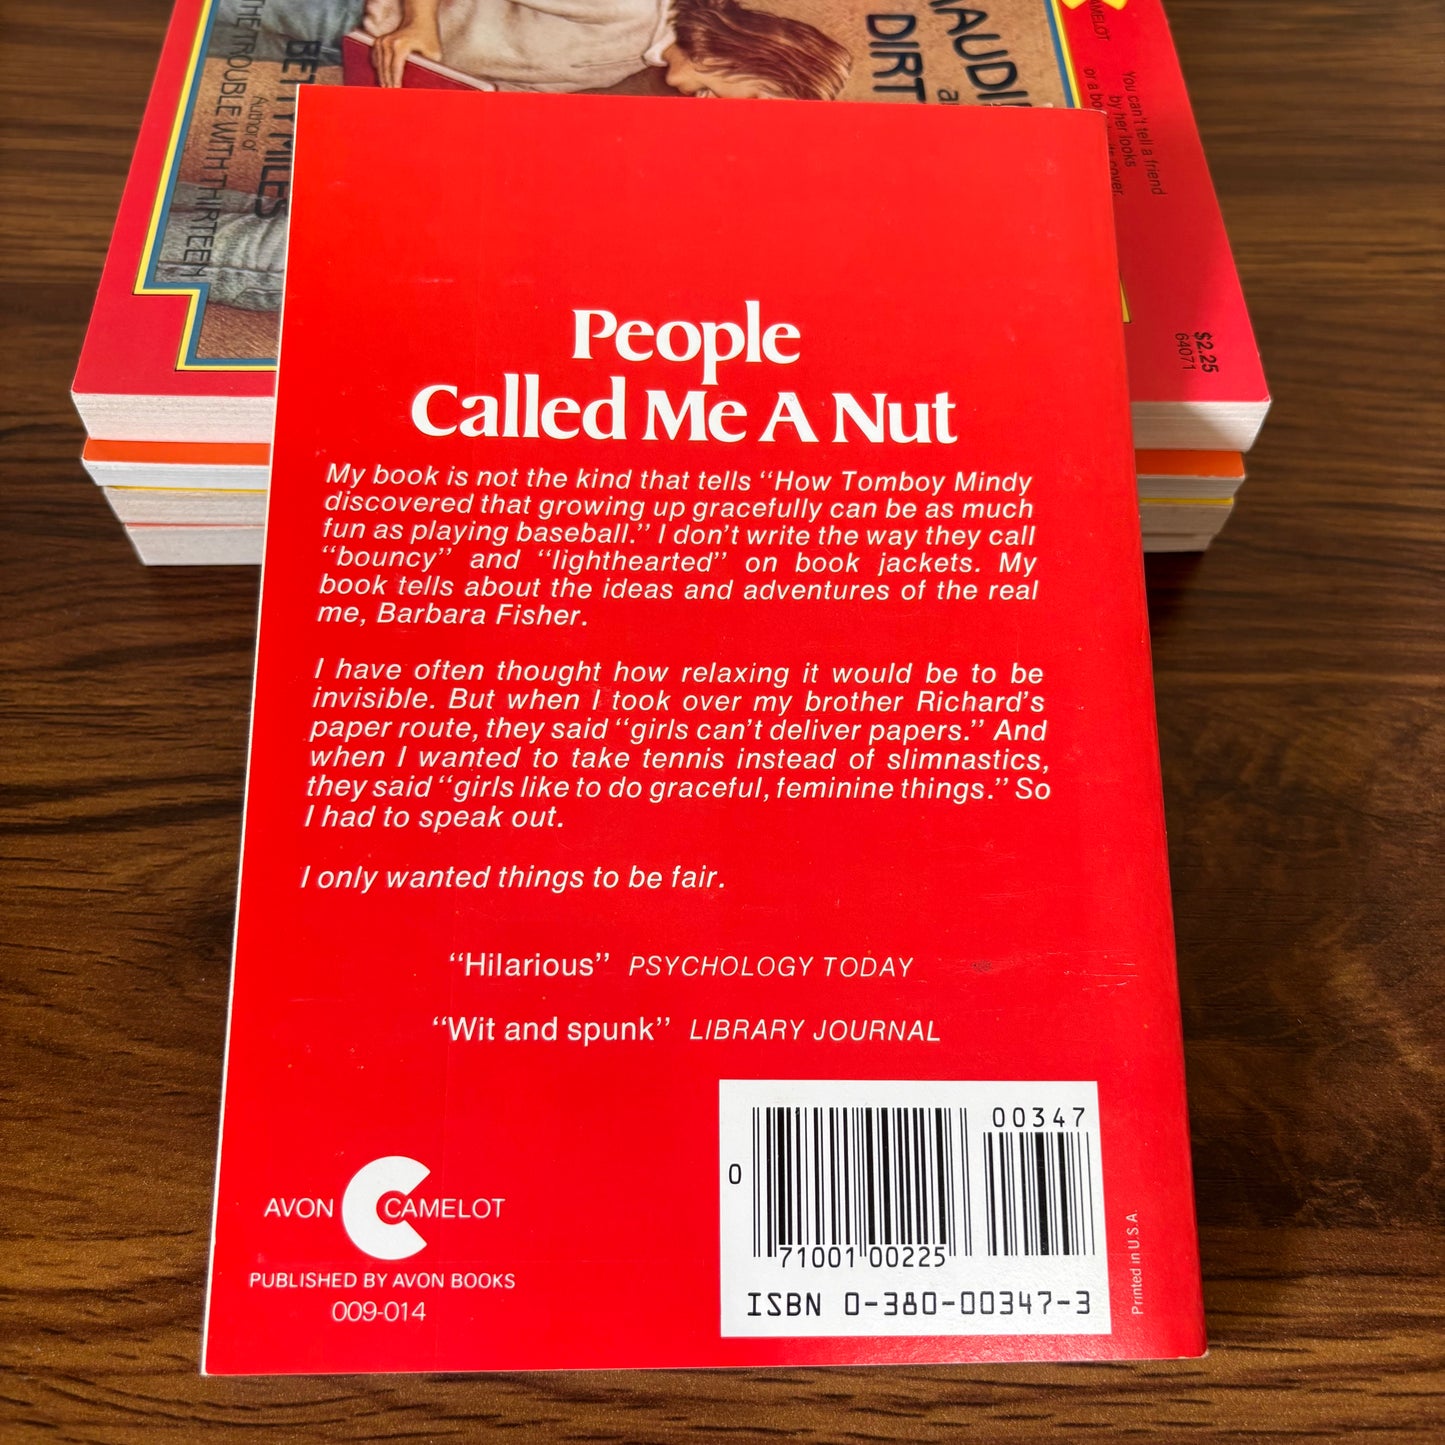 MAUDIE
DIRTY
BETTY MILES
Author of
THE TROUBLE WITH THIRTEEN
CAMELOT
You can't tell a friend
by her looks
or a
cover.
$2.25
64071
People
Called Me A Nut
My book is not the kind that tells "How Tomboy Mindy
discovered that growing up gracefully can be as much
fun as playing baseball." I don't write the way they call
"bouncy" and "lighthearted" on book jackets. My
book tells about the ideas and adventures of the real
me, Barbara Fisher.
I have often thought how relaxing it would be to be
invisible. But when I took over my brother Richard's
paper route, they said "girls can't deliver papers." And
when I wanted to take tennis instead of slimnastics,
they said "girls like to do graceful, feminine things." So
I had to speak out.
I only wanted things to be fair.
"Hilarious" PSYCHOLOGY TODAY
"Wit and spunk" LIBRARY JOURNAL
AVON CAMELOT
PUBLISHED BY AVON BOOKS
009-014
00347
0
71001 00225
ISBN 0-380-00347-3
Printed in U.S.A.